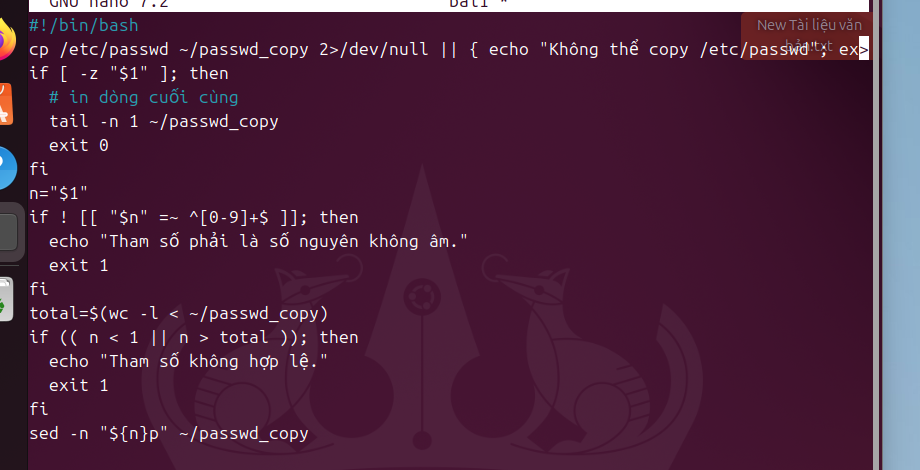 GNU nano 7.2 bai1 *
#!/bin/bash
cp /etc/passwd ~/passwd_copy 2>/dev/null || { echo "Không thể copy /etc/passwd"; ex>
if [ -z "$1" ]; then
  # in dòng cuối cùng
  tail -n 1 ~/passwd_copy
  exit 0
fi
n="$1"
if ! [[ "$n" =~ ^[0-9]+$ ]]; then
  echo "Tham số phải là số nguyên không âm."
  exit 1
fi
total=$(wc -l < ~/passwd_copy)
if (( n < 1 || n > total )); then
  echo "Tham số không hợp lệ."
  exit 1
fi
sed -n "${n}p" ~/passwd_copy
New Tài liệu văn
bản.txt